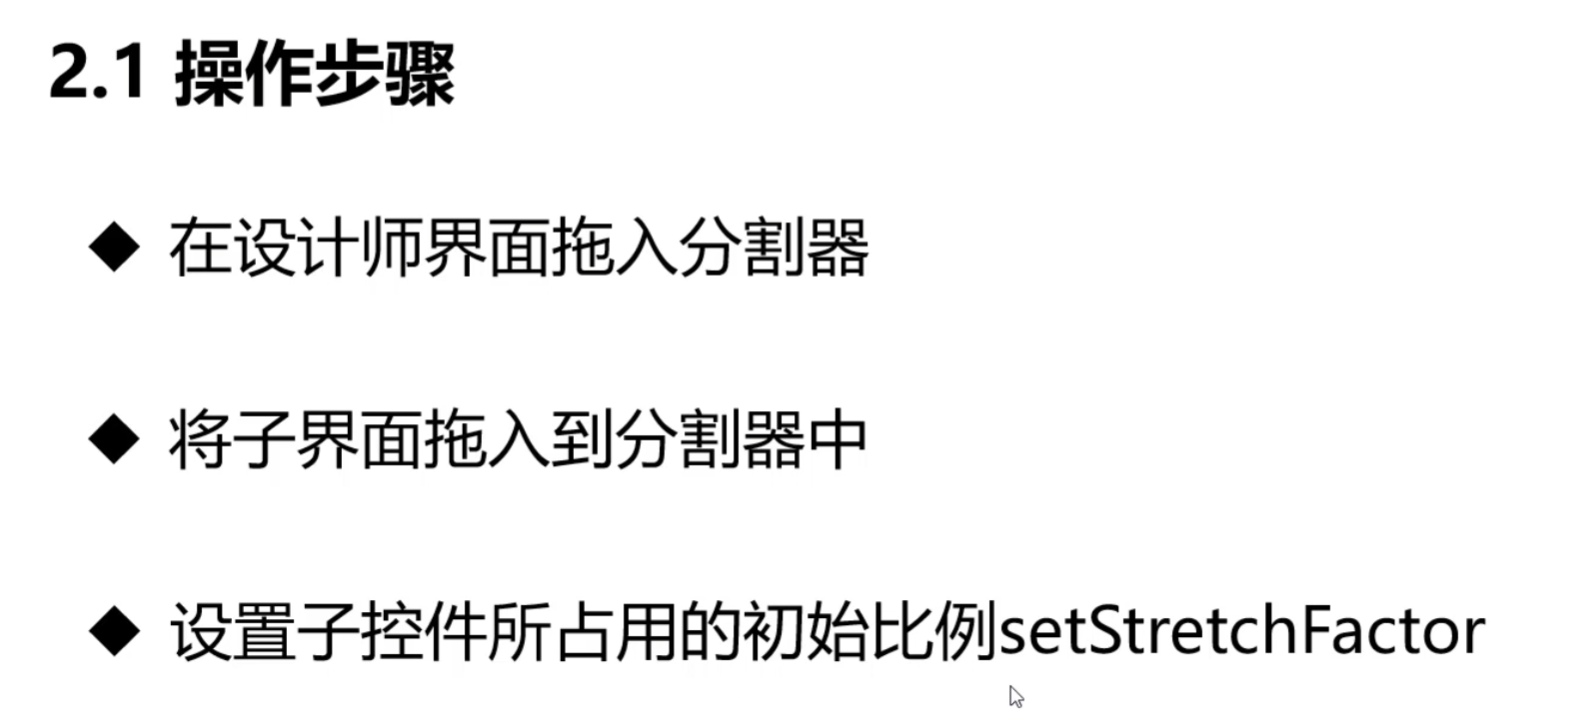 2.1 操作步骤
◆ 在设计师界面拖入分割器
◆ 将子界面拖入到分割器中
◆ 设置子控件所占用的初始比例setStretchFactor